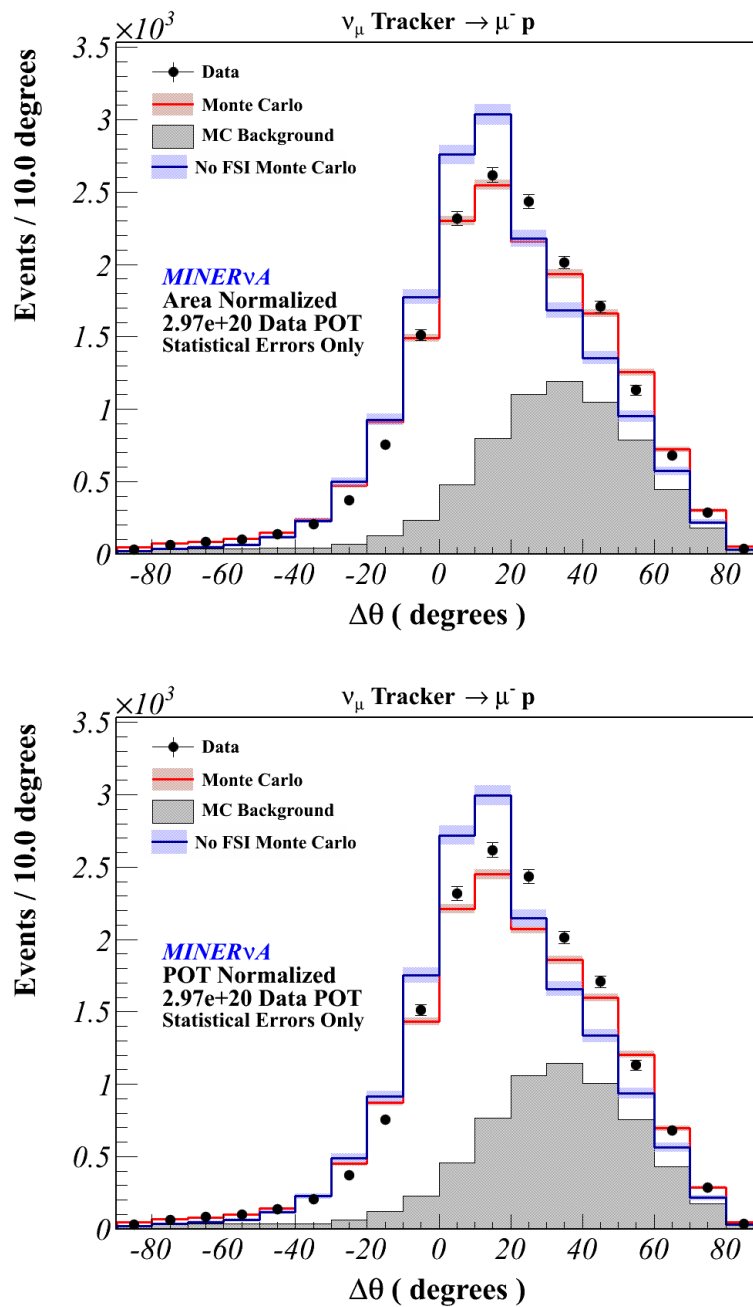 ν_μ Tracker → μ⁻ p
×10³
3.5
3
2.5
2
1.5
1
0.5
0
Events / 10.0 degrees
Data
Monte Carlo
MC Background
No FSI Monte Carlo
MINERνA
Area Normalized
2.97e+20 Data POT
Statistical Errors Only
-80 -60 -40 -20 0 20 40 60 80
Δθ ( degrees )
ν_μ Tracker → μ⁻ p
×10³
3.5
3
2.5
2
1.5
1
0.5
0
Events / 10.0 degrees
Data
Monte Carlo
MC Background
No FSI Monte Carlo
MINERνA
POT Normalized
2.97e+20 Data POT
Statistical Errors Only
-80 -60 -40 -20 0 20 40 60 80
Δθ ( degrees )